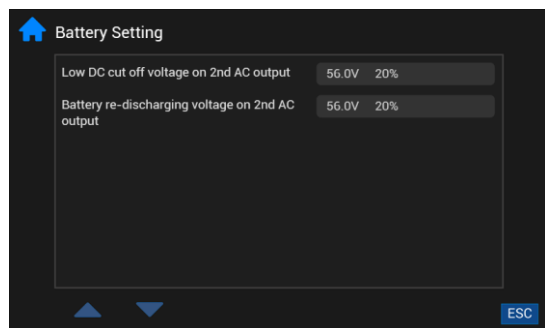 Battery Setting
Low DC cut off voltage on 2nd AC output 56.0V 20%
Battery re-discharging voltage on 2nd AC 56.0V 20%
output
ESC